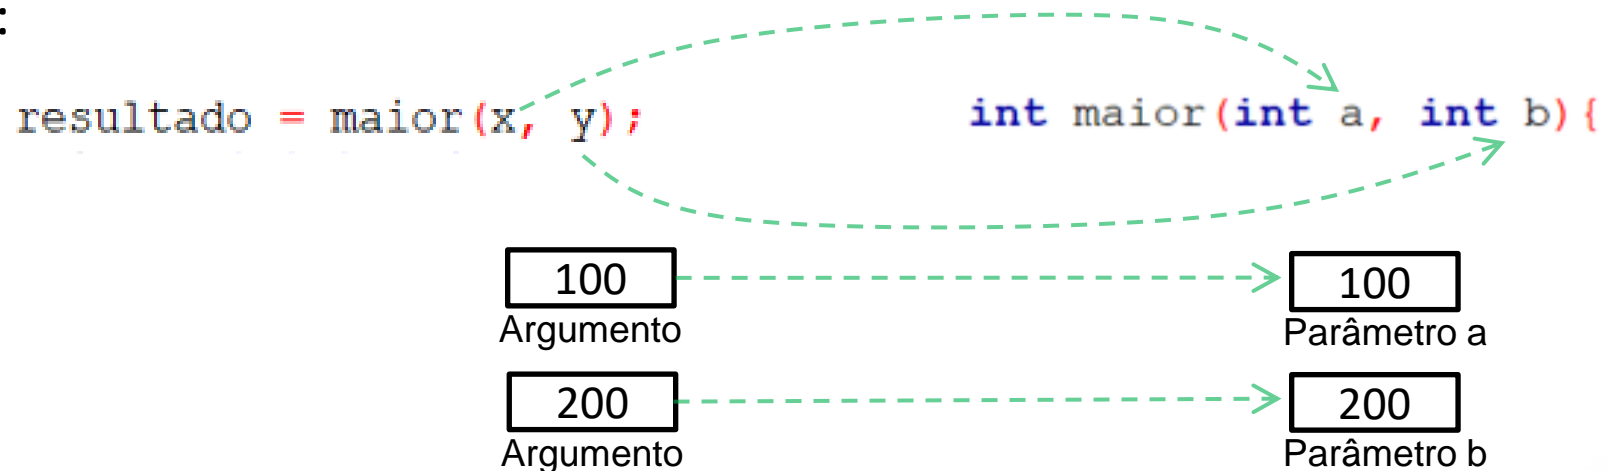 :
resultado = maior(x, y);
int maior(int a, int b){
100
100
Argumento
Parâmetro a
200
200
Argumento
Parâmetro b